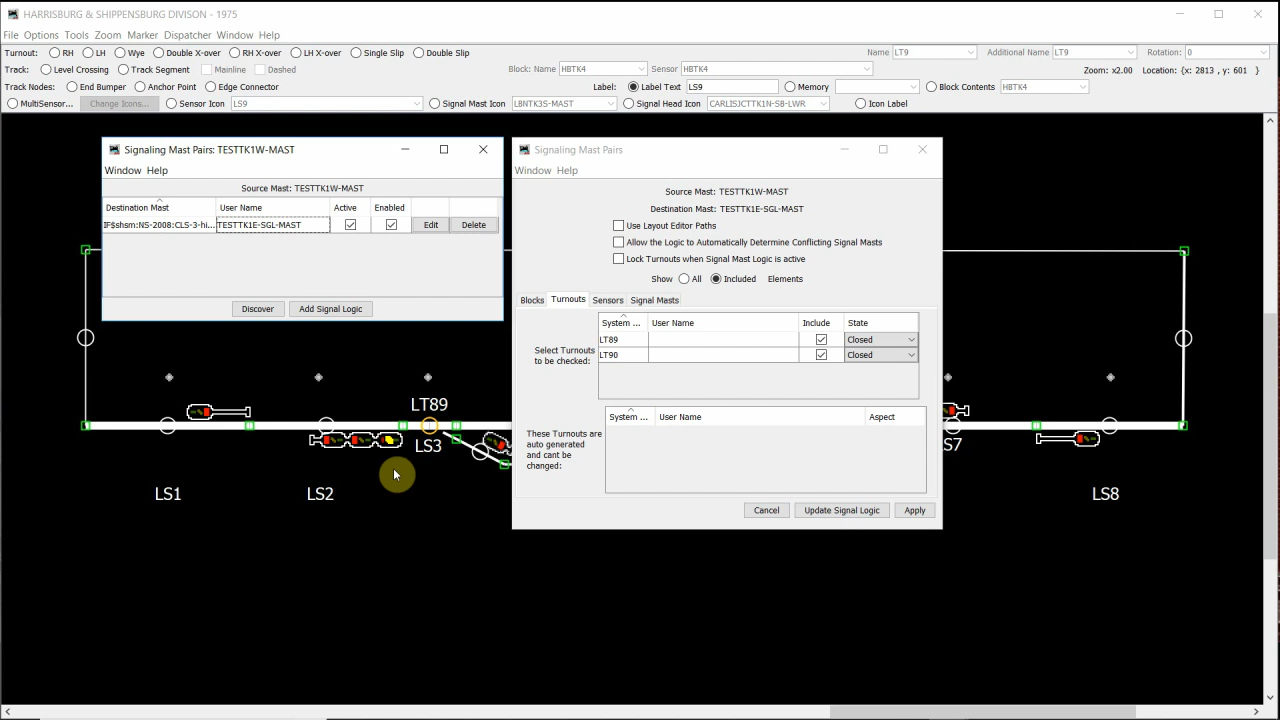 HARRISBURG & SHIPPENSBURG DIVISON - 1975
File Options Tools Zoom Marker Dispatcher Window Help
Turnout: RH LH Wye Double X-over RH X-over LH X-over Single Slip Double Slip Name LT9 Additional Name LT9 Rotation: 0
Track: Level Crossing Track Segment Mainline Dashed Block: Name HBTK4 Sensor HBTK4 Zoom: x2.00 Location: {x: 2813 , y: 601 }
Track Nodes: End Bumper Anchor Point Edge Connector Label: Label Text LS9 Memory Block Contents HBTK4
MultiSensor... Change Icons... Sensor Icon LS9 Signal Mast Icon LBNTK3S-MAST Signal Head Icon CARLISJCTTK1N-SB-LWR Icon Label
Signaling Mast Pairs: TESTTK1W-MAST
Window Help
Source Mast: TESTTK1W-MAST
Destination Mast User Name Active Enabled
IF$shsm:NS-2008:CLS-3-hi... TESTTK1E-SGL-MAST Edit Delete
Discover Add Signal Logic
Signaling Mast Pairs
Window Help
Source Mast: TESTTK1W-MAST
Destination Mast: TESTTK1E-SGL-MAST
Use Layout Editor Paths
Allow the Logic to Automatically Determine Conflicting Signal Masts
Lock Turnouts when Signal Mast Logic is active
Show All Included Elements
Blocks Turnouts Sensors Signal Masts
System ... User Name Include State
LT89 Closed
Select Turnouts
to be checked:
LT90 Closed
System ... User Name Aspect
These Turnouts are
auto generated
and cant be
changed:
Cancel Update Signal Logic Apply
LT89
LS3
S7
LS1 LS2 LS8